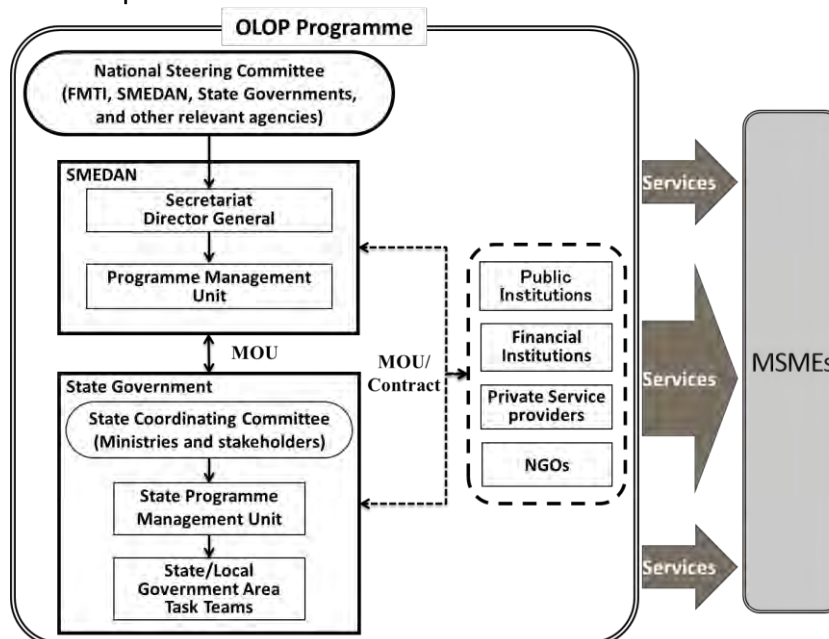 OLOP Programme
National Steering Committee
(FMTI, SMEDAN, State Governments,
and other relevant agencies)
SMEDAN
Secretariat
Director General
Programme Management
Unit
MOU
State Government
State Coordinating Committee
(Ministries and stakeholders)
State Programme
Management Unit
State/Local
Government Area
Task Teams
MOU/
Contract
Public
Institutions
Financial
Institutions
Private Service
providers
NGOs
Services
Services
Services
MSMEs